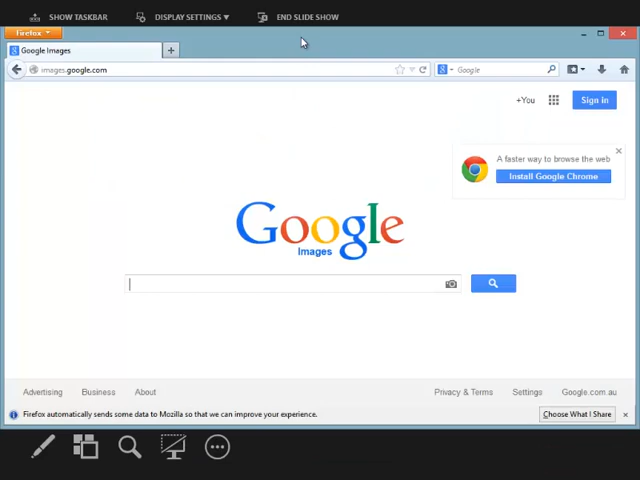 SHOW TASKBAR DISPLAY SETTINGS ▼ END SLIDE SHOW
Firefox
Google Images
images.google.com Google
+You Sign in
A faster way to browse the web
Install Google Chrome
Google
Images
Advertising Business About Privacy & Terms Settings Google.com.au
Firefox automatically sends some data to Mozilla so that we can improve your experience. Choose What I Share